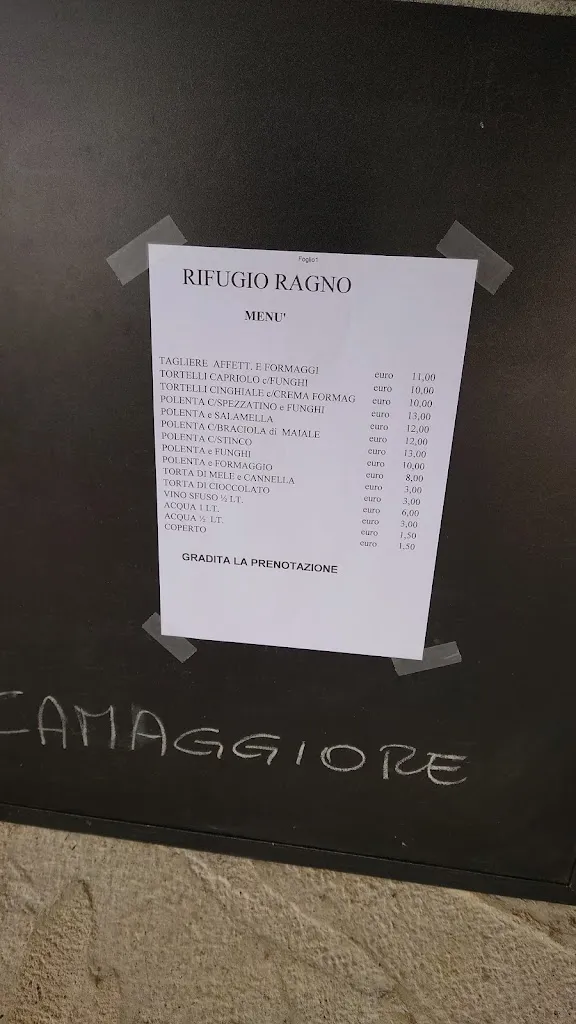 Foglio1
RIFUGIO RAGNO
MENU'
TAGLIERE AFFETT. E FORMAGGI euro 11,00
TORTELLI CAPRIOLO c/FUNGHI euro 10,00
TORTELLI CINGHIALE c/CREMA FORMAG euro 10,00
POLENTA C/SPEZZATINO e FUNGHI euro 13,00
POLENTA e SALAMELLA euro 12,00
POLENTA C/BRACIOLA di MAIALE euro 12,00
POLENTA C/STINCO euro 13,00
POLENTA e FUNGHI euro 10,00
POLENTA e FORMAGGIO euro 8,00
TORTA DI MELE e CANNELLA euro 3,00
TORTA DI CIOCCOLATO euro 3,00
VINO SFUSO ½ LT. euro 6,00
ACQUA 1 LT. euro 3,00
ACQUA ½ LT. euro 1,50
COPERTO euro 1,50
GRADITA LA PRENOTAZIONE
CAMAGGIORE